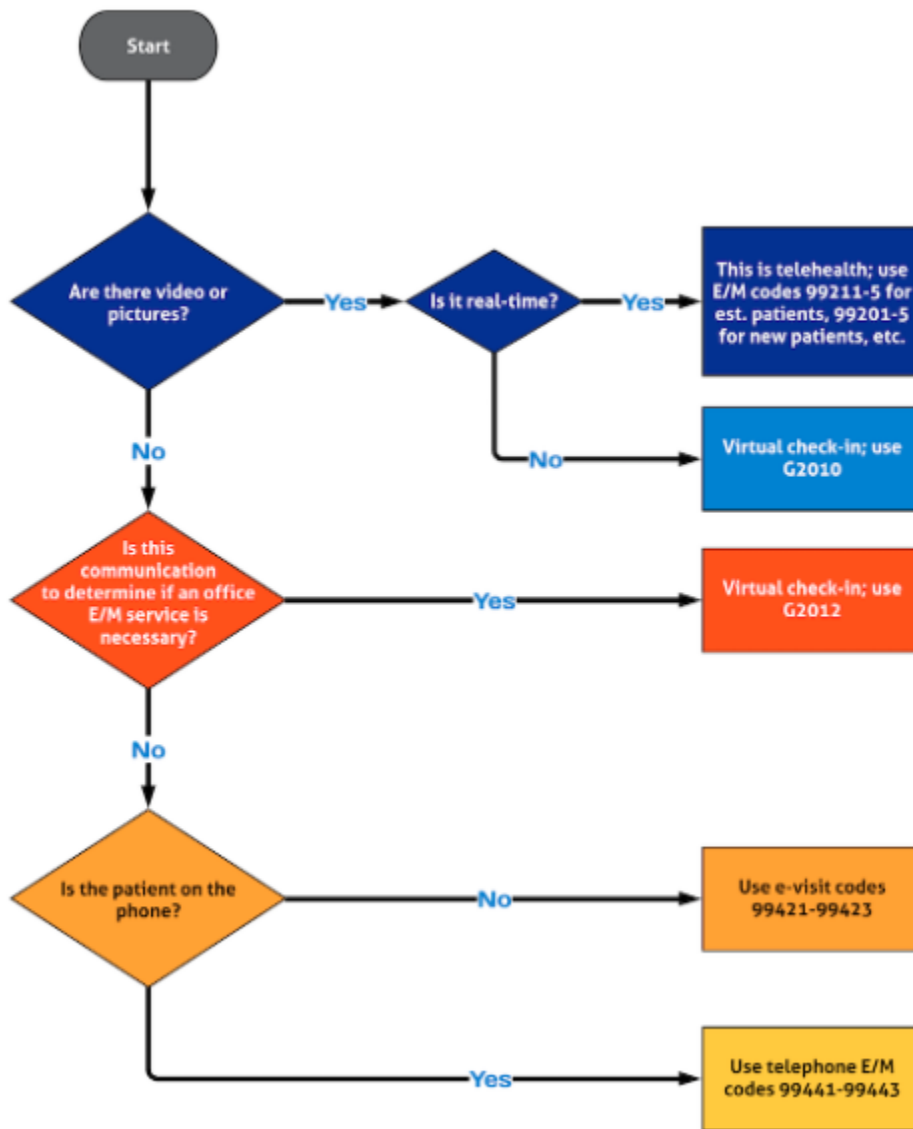 Start
Are there video or
pictures?
Yes
Is it real-time?
Yes
This is telehealth; use
E/M codes 99211-5 for
est. patients, 99201-5
for new patients, etc.
No
No
Virtual check-in; use
G2010
Is this
communication
to determine if an office
E/M service is
necessary?
Yes
Virtual check-in; use
G2012
No
Is the patient on the
phone?
No
Use e-visit codes
99421-99423
Yes
Use telephone E/M
codes 99441-99443